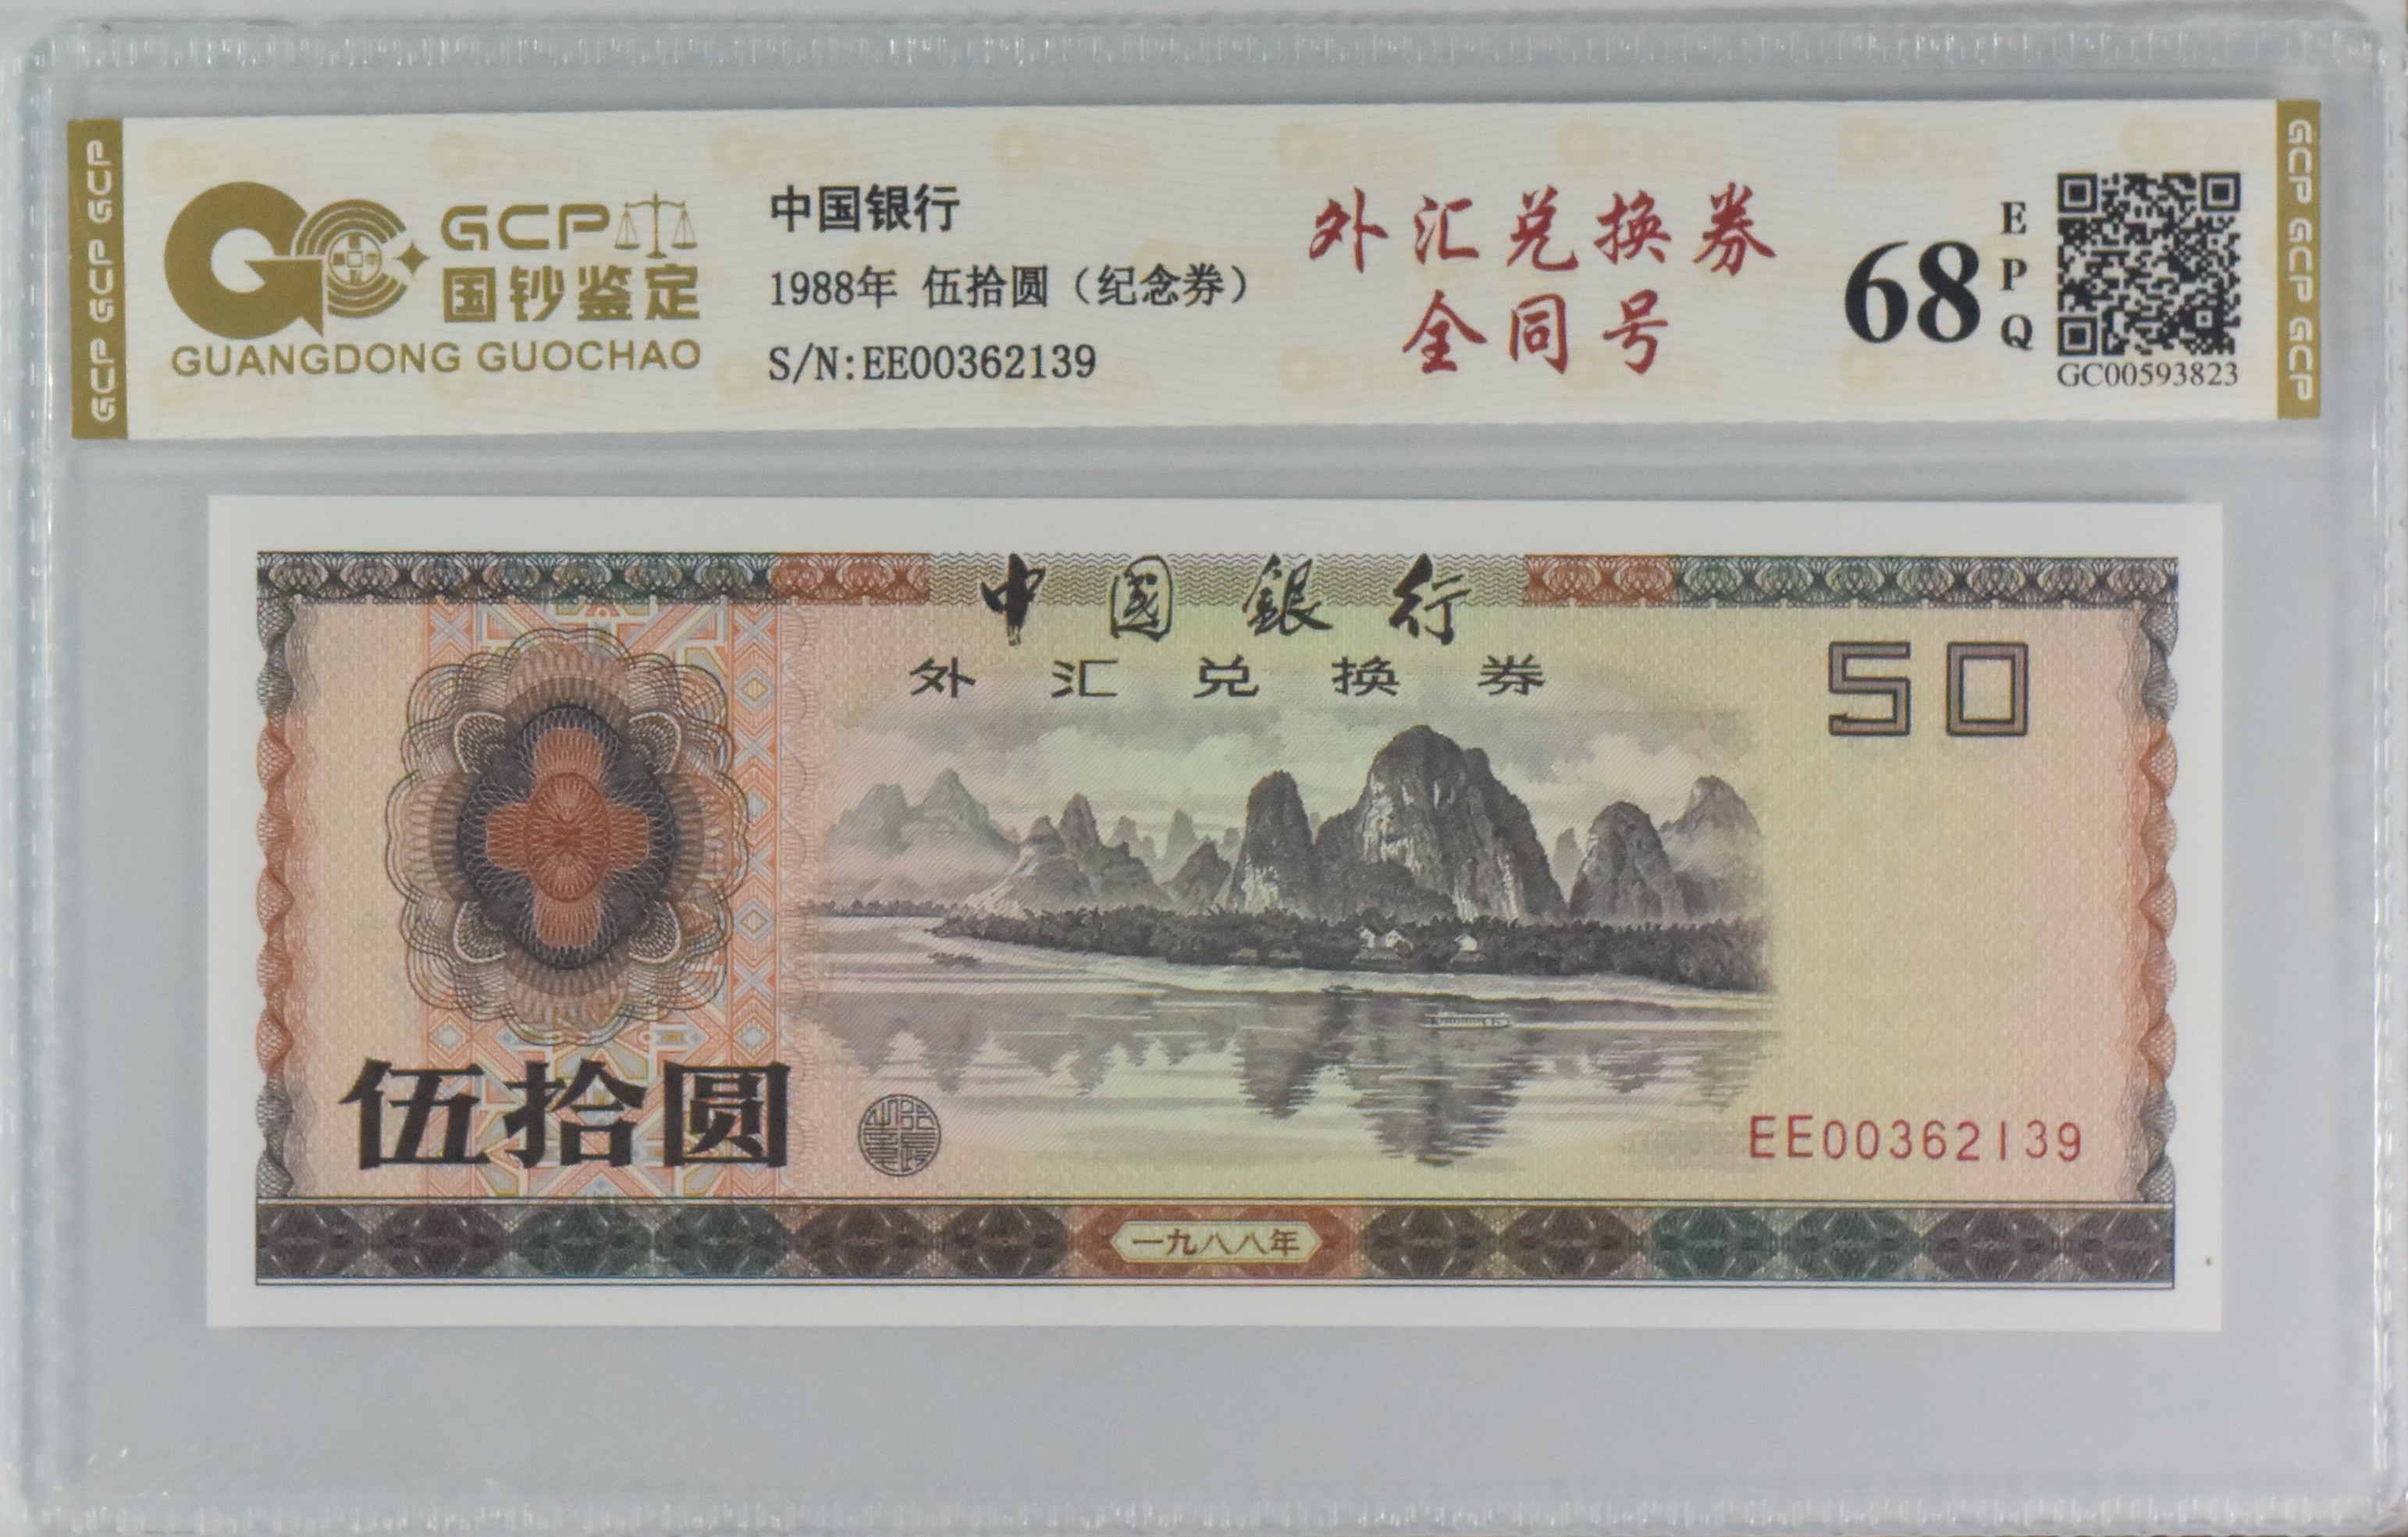 GCP GCP GCP
GCP
国钞鉴定
GUANGDONG GUOCHAO
中国银行
1988年 伍拾圆（纪念券）
S/N:EE00362139
外汇兑换券
全同号
68
EPQ
GC00593823
GCP GCP GCP
中國銀行
外汇兑换券
50
伍拾圆
EE00362139
一九八八年